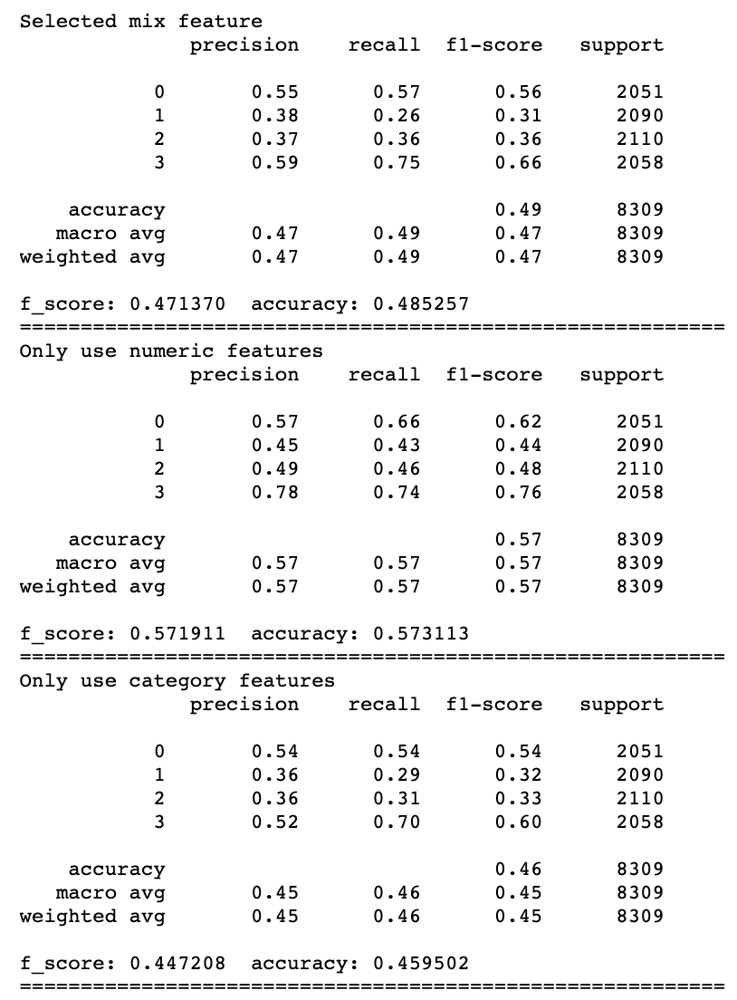 Selected mix feature
precision recall f1-score support
0 0.55 0.57 0.56 2051
1 0.38 0.26 0.31 2090
2 0.37 0.36 0.36 2110
3 0.59 0.75 0.66 2058
accuracy 0.49 8309
macro avg 0.47 0.49 0.47 8309
weighted avg 0.47 0.49 0.47 8309
f_score: 0.471370 accuracy: 0.485257
==========================================================
Only use numeric features
precision recall f1-score support
0 0.57 0.66 0.62 2051
1 0.45 0.43 0.44 2090
2 0.49 0.46 0.48 2110
3 0.78 0.74 0.76 2058
accuracy 0.57 8309
macro avg 0.57 0.57 0.57 8309
weighted avg 0.57 0.57 0.57 8309
f_score: 0.571911 accuracy: 0.573113
==========================================================
Only use category features
precision recall f1-score support
0 0.54 0.54 0.54 2051
1 0.36 0.29 0.32 2090
2 0.36 0.31 0.33 2110
3 0.52 0.70 0.60 2058
accuracy 0.46 8309
macro avg 0.45 0.46 0.45 8309
weighted avg 0.45 0.46 0.45 8309
f_score: 0.447208 accuracy: 0.459502
==========================================================